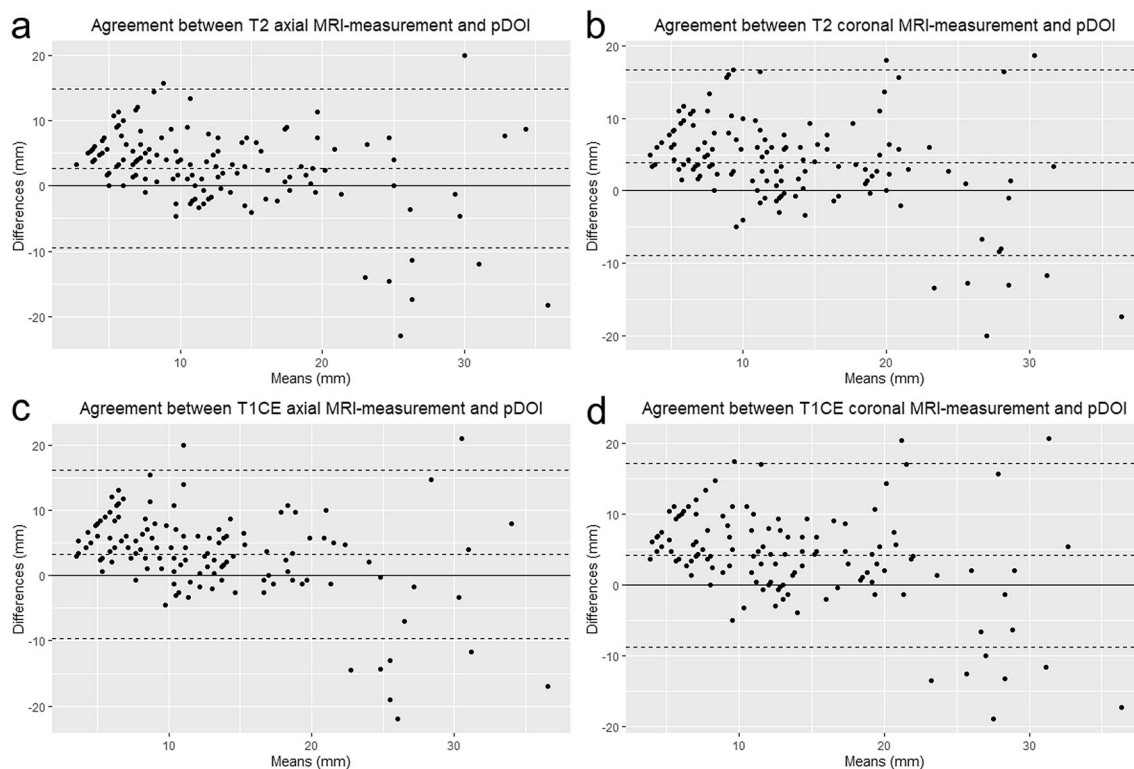 a
Agreement between T2 axial MRI-measurement and pDOI
20
10
0
-10
-20
Differences (mm)
10
20
30
Means (mm)
b
Agreement between T2 coronal MRI-measurement and pDOI
20
10
0
-10
-20
Differences (mm)
10
20
30
Means (mm)
c
Agreement between T1CE axial MRI-measurement and pDOI
20
10
0
-10
-20
Differences (mm)
10
20
30
Means (mm)
d
Agreement between T1CE coronal MRI-measurement and pDOI
20
10
0
-10
-20
Differences (mm)
10
20
30
Means (mm)